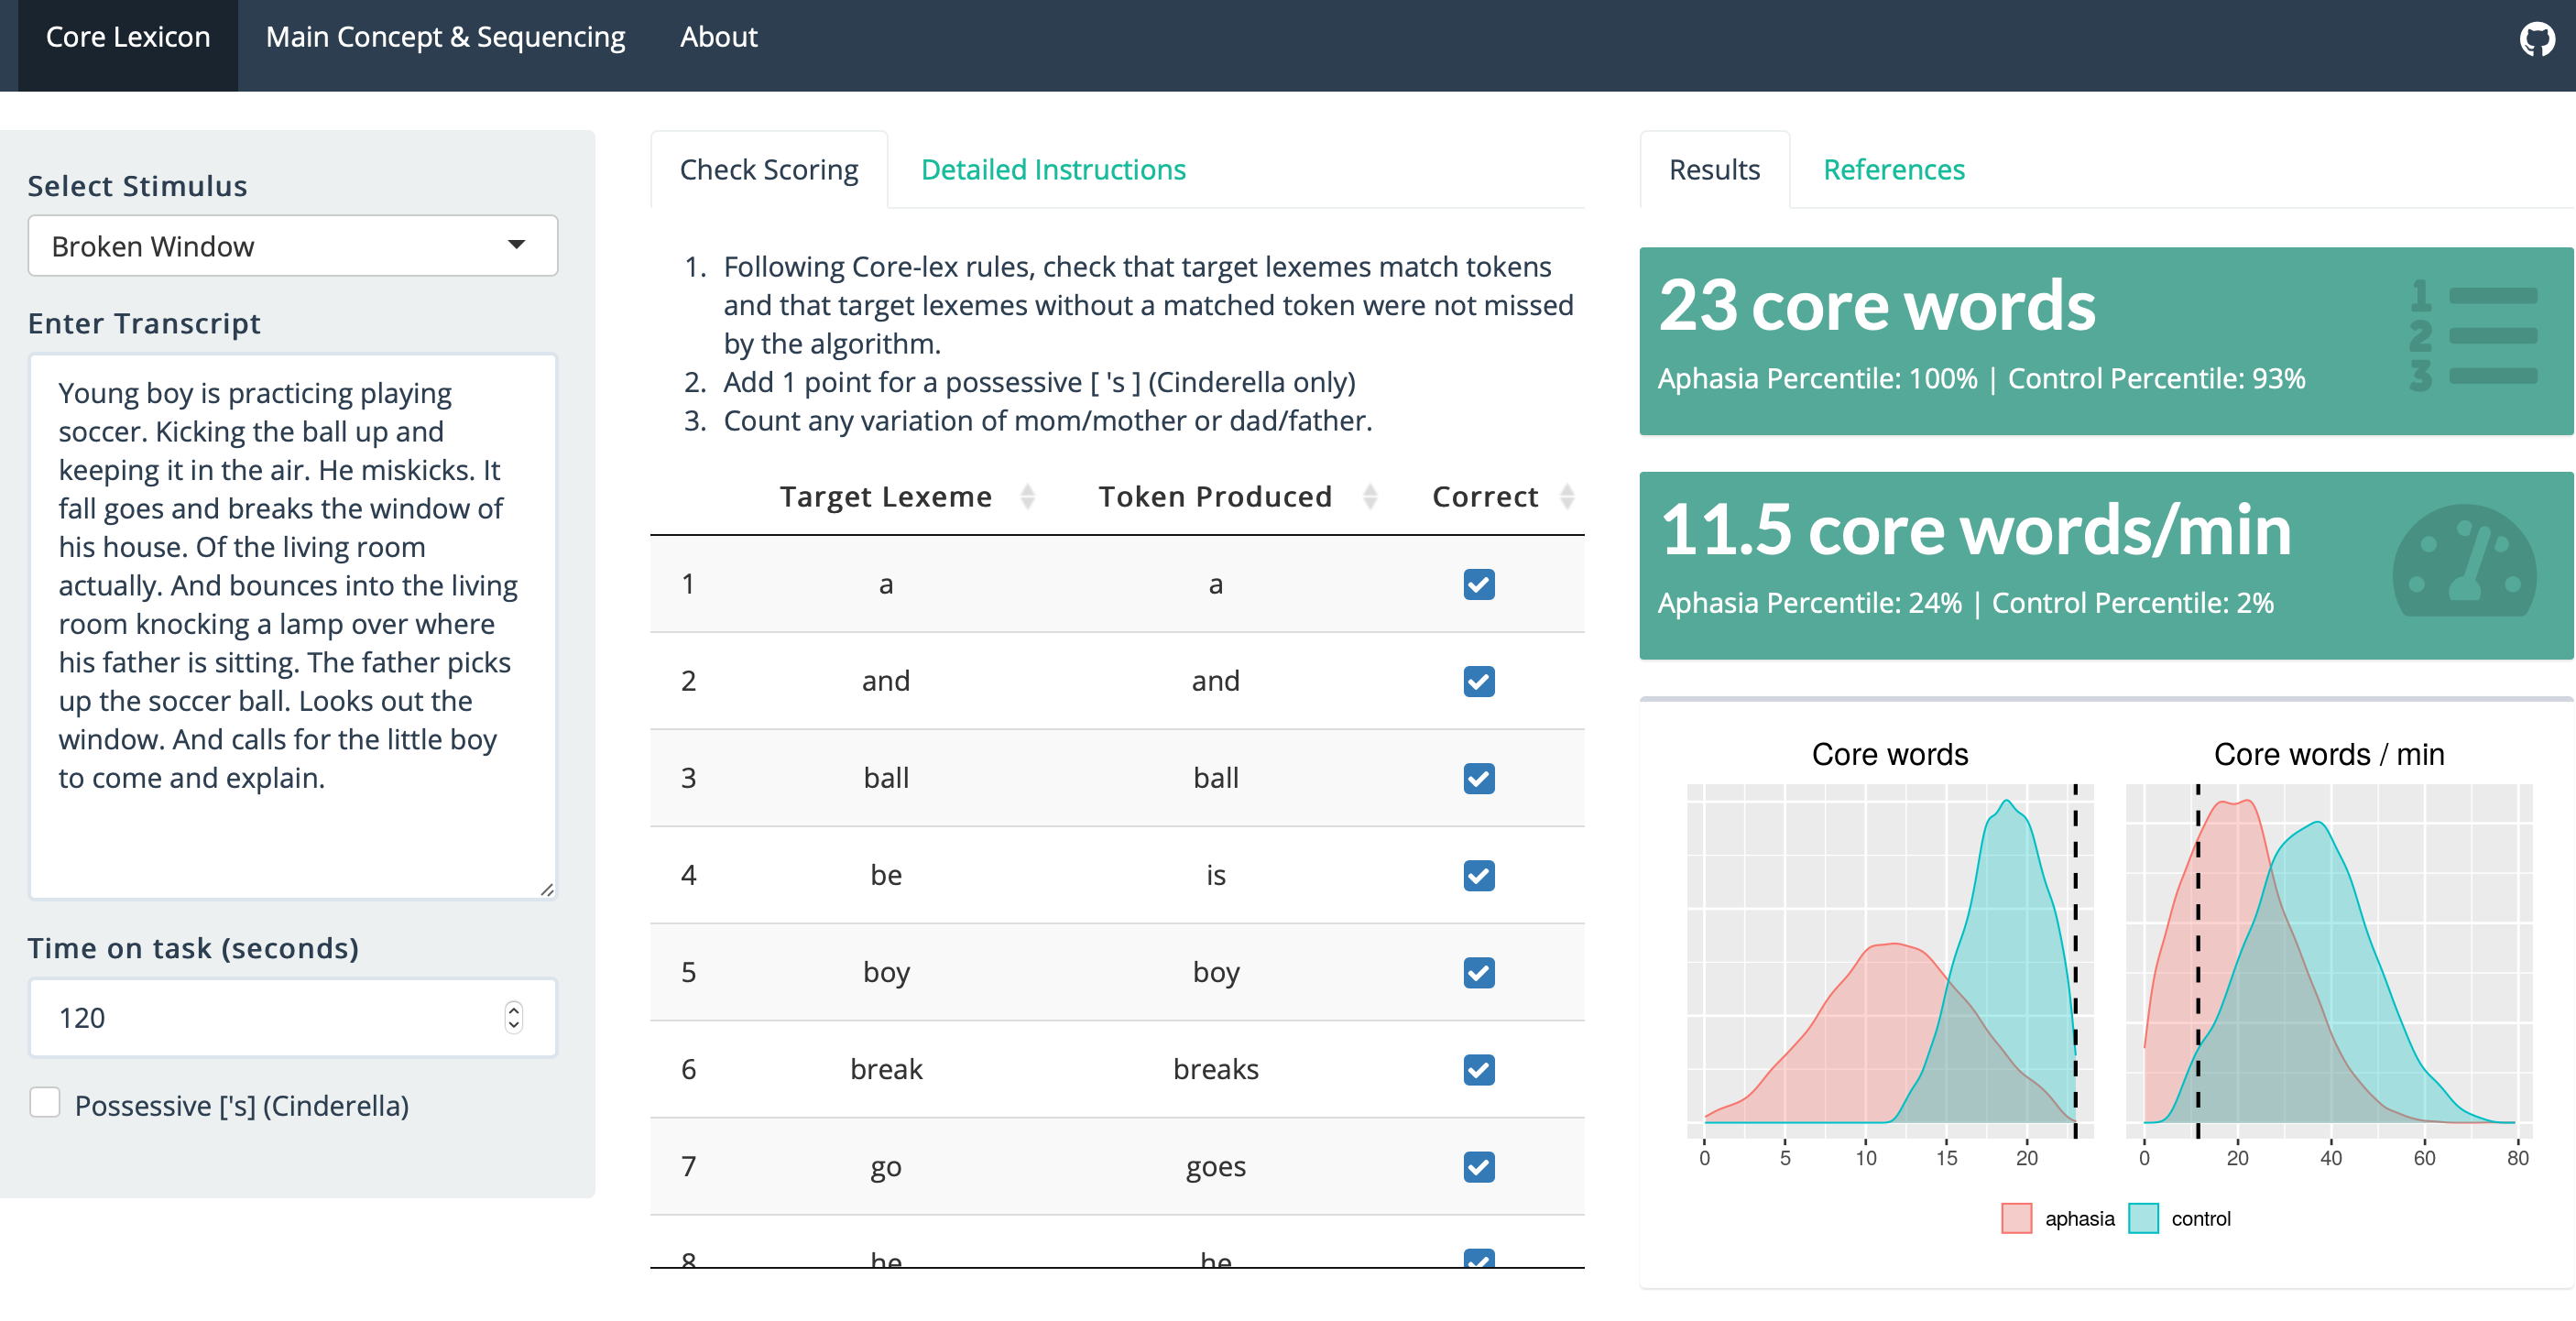 Core Lexicon Main Concept & Sequencing About
Select Stimulus
Broken Window
Enter Transcript
Young boy is practicing playing
soccer. Kicking the ball up and
keeping it in the air. He miskicks. It
fall goes and breaks the window of
his house. Of the living room
actually. And bounces into the living
room knocking a lamp over where
his father is sitting. The father picks
up the soccer ball. Looks out the
window. And calls for the little boy
to come and explain.
Time on task (seconds)
120
Possessive ['s] (Cinderella)
Check Scoring Detailed Instructions
1. Following Core-lex rules, check that target lexemes match tokens
and that target lexemes without a matched token were not missed
by the algorithm.
2. Add 1 point for a possessive [ 's ] (Cinderella only)
3. Count any variation of mom/mother or dad/father.
Target Lexeme Token Produced Correct
1 a a
2 and and
3 ball ball
4 be is
5 boy boy
6 break breaks
7 go goes
8 he he
Results References
23 core words
Aphasia Percentile: 100% | Control Percentile: 93%
1
2
3
11.5 core words/min
Aphasia Percentile: 24% | Control Percentile: 2%
Core words Core words / min
0 5 10 15 20 0 20 40 60 80
aphasia control